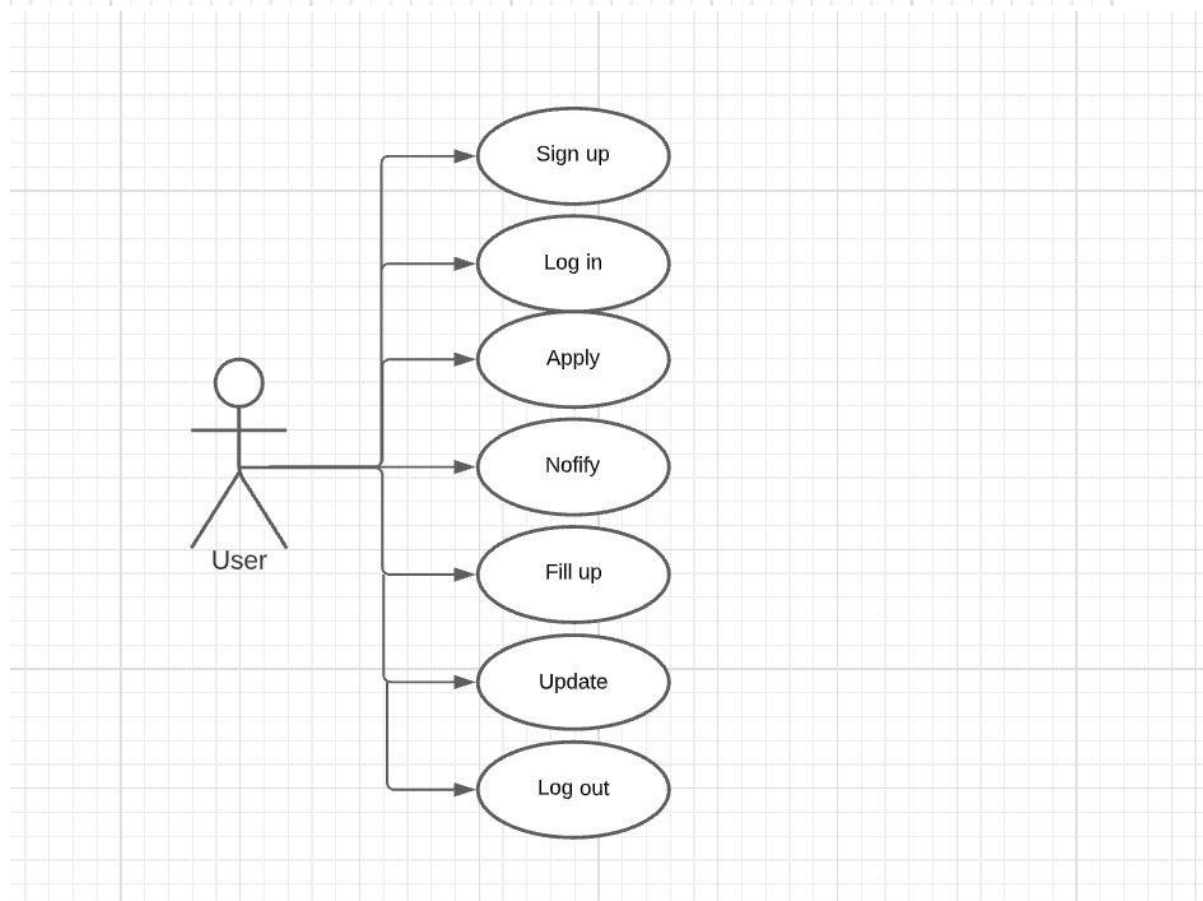 Sign up
Log in
Apply
Nofify
Fill up
Update
Log out
User